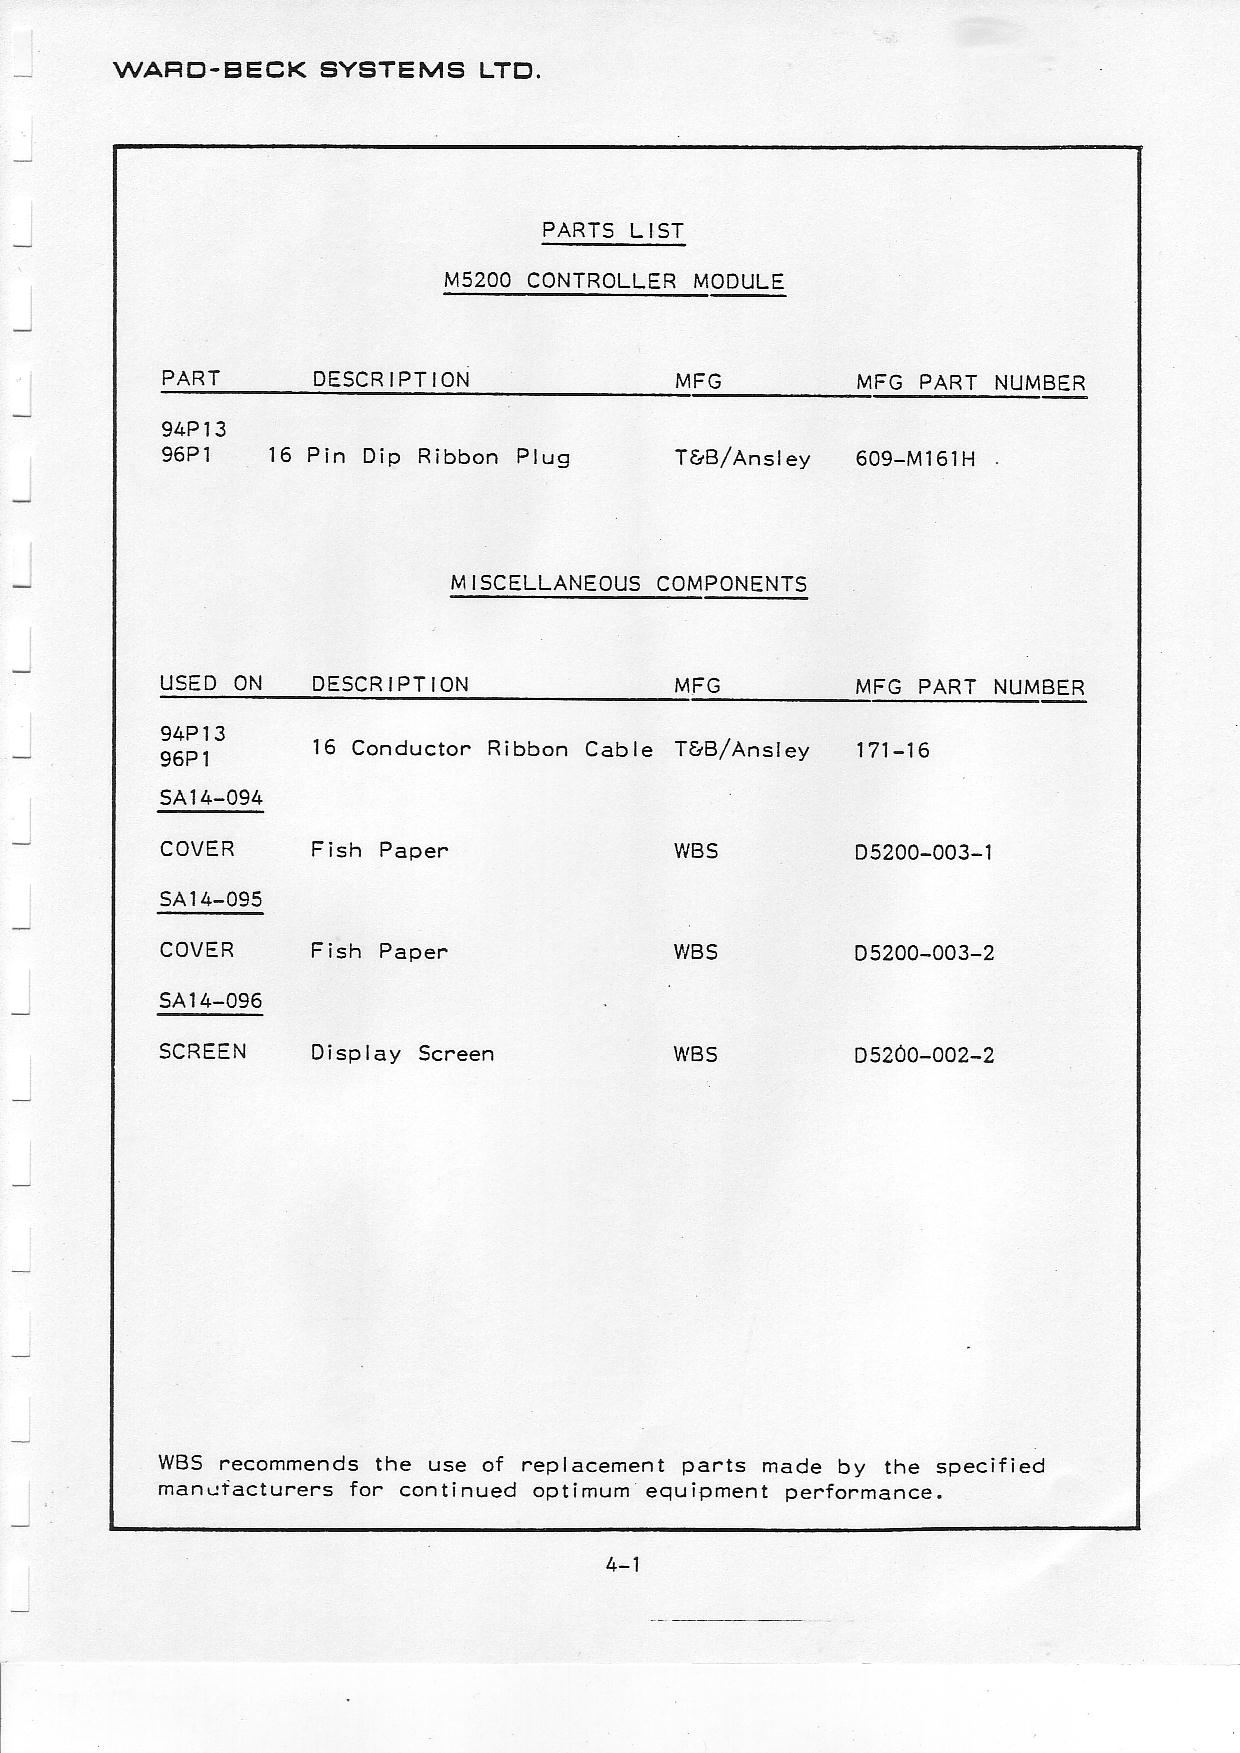 WARD-BECK SYSTEMS LTD.
PARTS LIST
M5200 CONTROLLER MODULE
PART DESCRIPTION MFG MFG PART NUMBER
94P13
96P1 16 Pin Dip Ribbon Plug T&B/Ansley 609-M161H
MISCELLANEOUS COMPONENTS
USED ON DESCRIPTION MFG MFG PART NUMBER
94P13
96P1 16 Conductor Ribbon Cable T&B/Ansley 171-16
SA14-094
COVER Fish Paper WBS D5200-003-1
SA14-095
COVER Fish Paper WBS D5200-003-2
SA14-096
SCREEN Display Screen WBS D5200-002-2
WBS recommends the use of replacement parts made by the specified
manufacturers for continued optimum equipment performance.
4-1